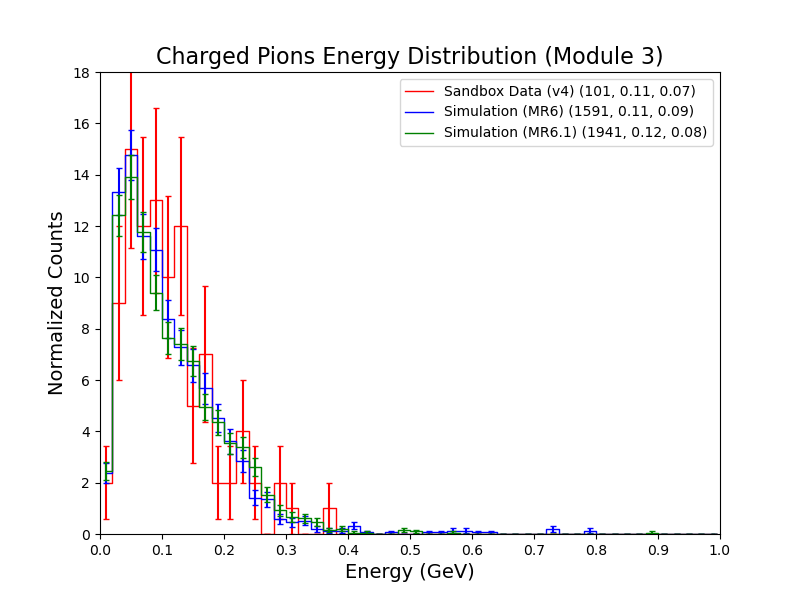 Charged Pions Energy Distribution (Module 3)
Sandbox Data (v4) (101, 0.11, 0.07)
Simulation (MR6) (1591, 0.11, 0.09)
Simulation (MR6.1) (1941, 0.12, 0.08)
Normalized Counts
18
16
14
12
10
8
6
4
2
0
0.0 0.1 0.2 0.3 0.4 0.5 0.6 0.7 0.8 0.9 1.0
Energy (GeV)